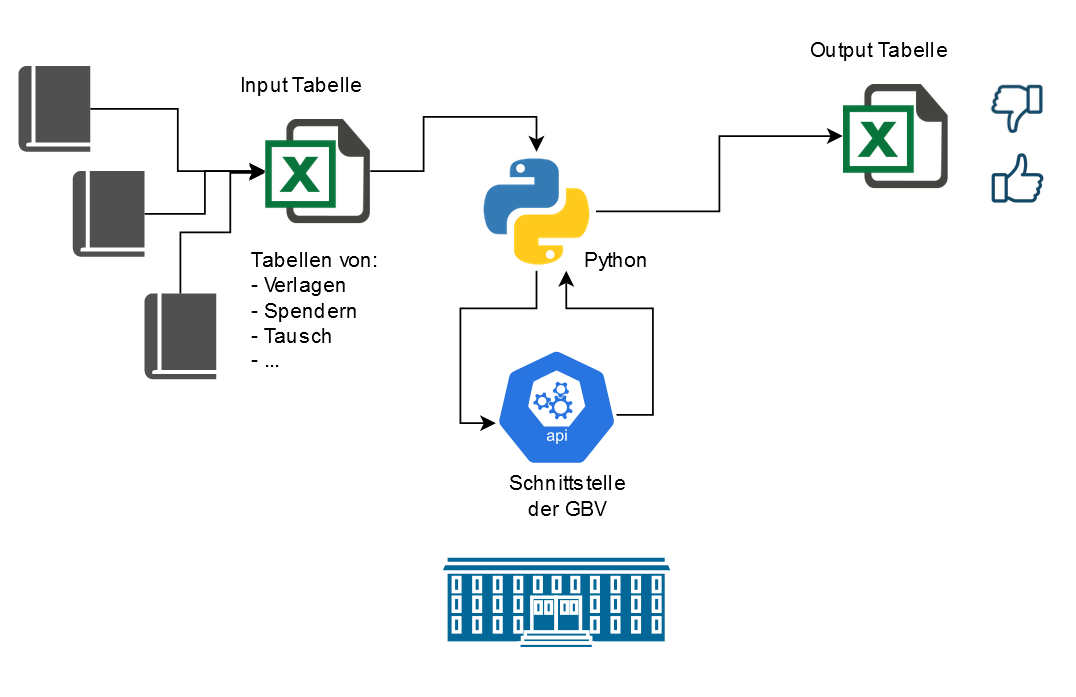 Output Tabelle
Input Tabelle
X
X
Tabellen von:
- Verlagen
- Spendern
- Tausch
- ...
Python
api
Schnittstelle
der GBV